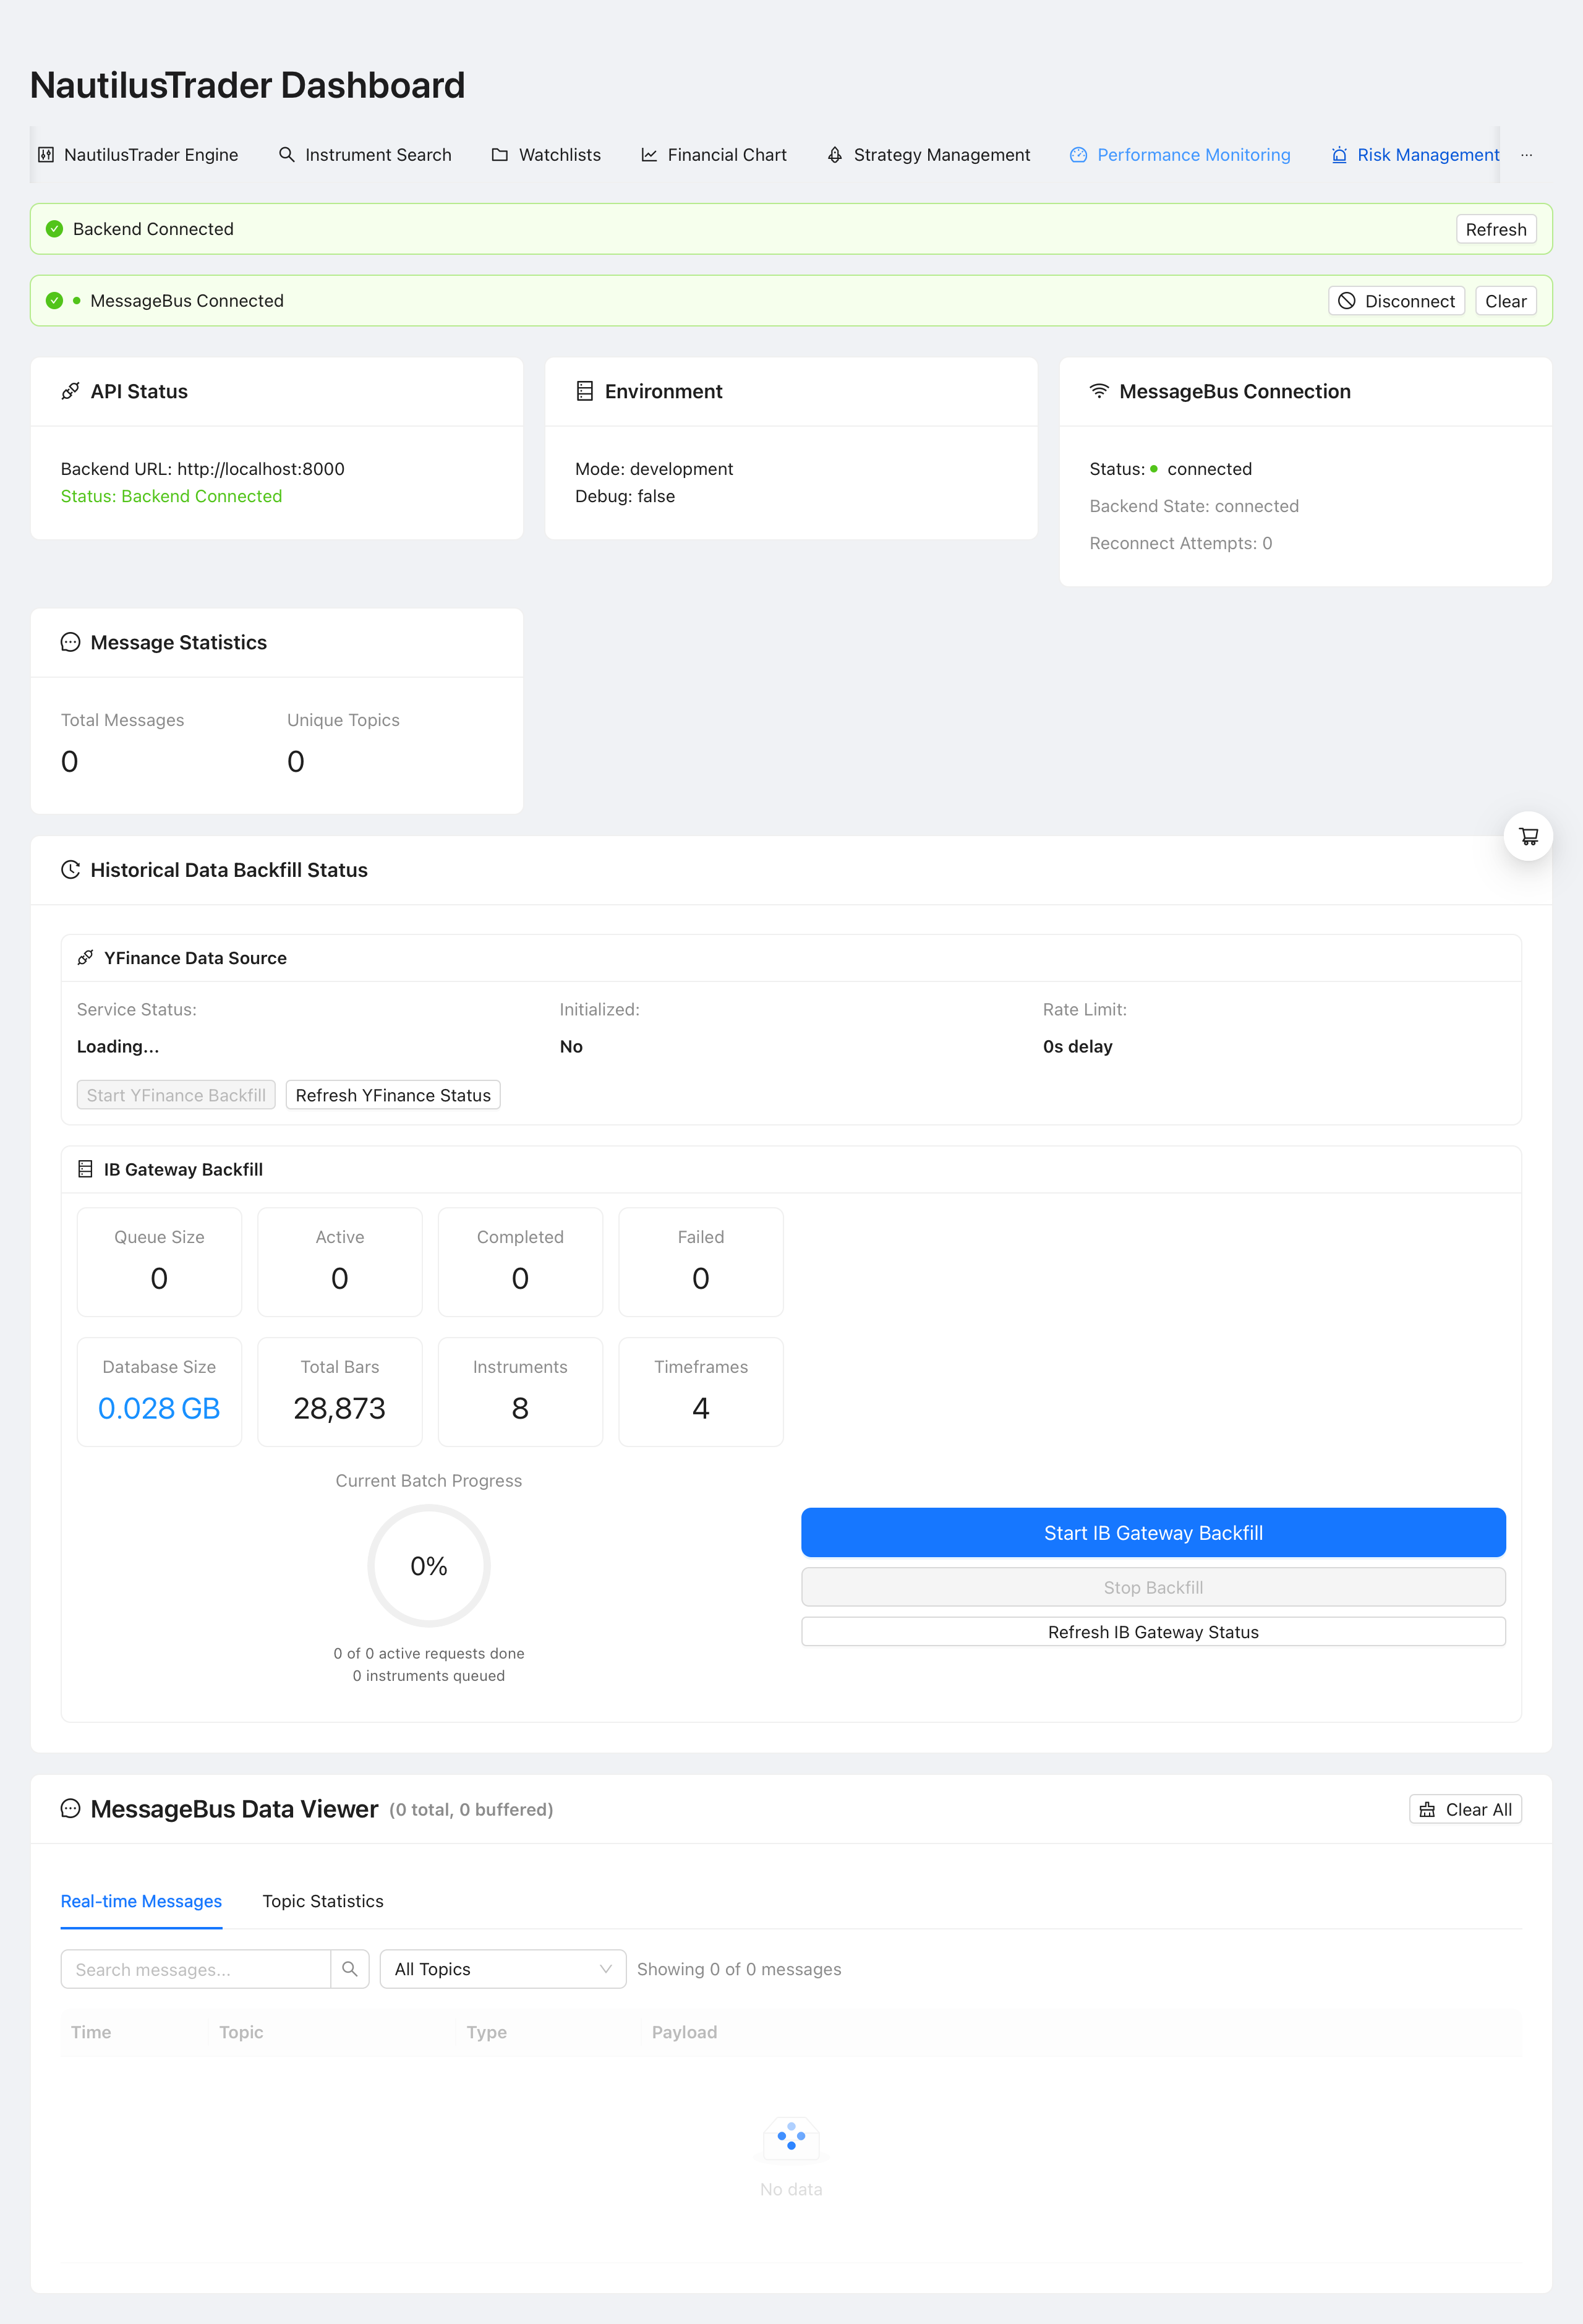 NautilusTrader Dashboard
NautilusTrader Engine Instrument Search Watchlists Financial Chart Strategy Management Performance Monitoring Risk Management ...
Backend Connected Refresh
MessageBus Connected Disconnect Clear
API Status
Backend URL: http://localhost:8000
Status: Backend Connected
Environment
Mode: development
Debug: false
MessageBus Connection
Status: connected
Backend State: connected
Reconnect Attempts: 0
Message Statistics
Total Messages Unique Topics
0 0
Historical Data Backfill Status
YFinance Data Source
Service Status: Initialized: Rate Limit:
Loading... No 0s delay
Start YFinance Backfill Refresh YFinance Status
IB Gateway Backfill
Queue Size Active Completed Failed
0 0 0 0
Database Size Total Bars Instruments Timeframes
0.028 GB 28,873 8 4
Current Batch Progress
0%
0 of 0 active requests done
0 instruments queued
Start IB Gateway Backfill
Stop Backfill
Refresh IB Gateway Status
MessageBus Data Viewer (0 total, 0 buffered) Clear All
Real-time Messages Topic Statistics
Search messages... All Topics Showing 0 of 0 messages
Time Topic Type Payload
No data